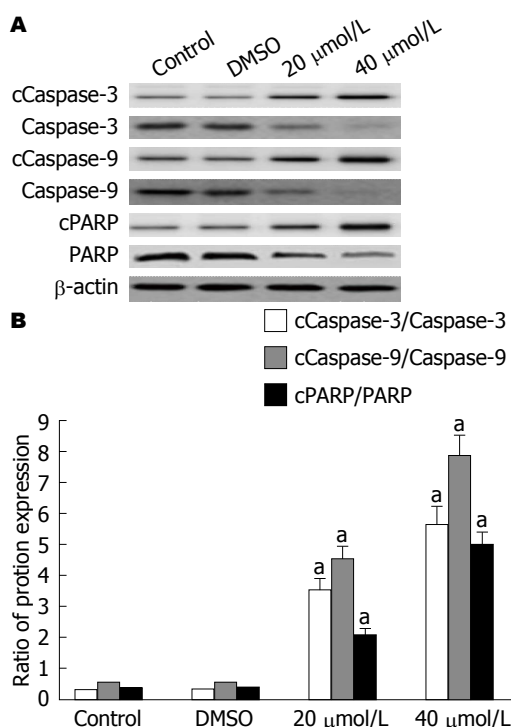 A
Control DMSO 20 μmol/L 40 μmol/L
cCaspase-3
Caspase-3
cCaspase-9
Caspase-9
cPARP
PARP
β-actin
B
cCaspase-3/Caspase-3
cCaspase-9/Caspase-9
cPARP/PARP
Ratio of protion expression
9
8
7
6
5
4
3
2
1
0
a a a a a a
Control DMSO 20 μmol/L 40 μmol/L